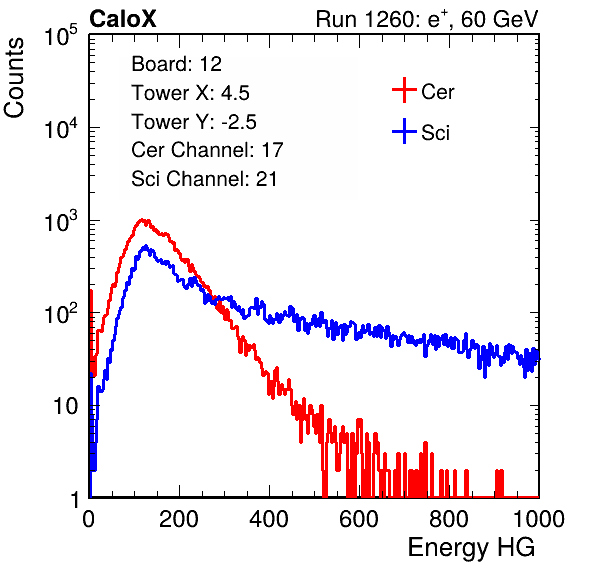 CaloX Run 1260: e⁺, 60 GeV
Counts
Board: 12
Tower X: 4.5
Tower Y: -2.5
Cer Channel: 17
Sci Channel: 21
Cer
Sci
10⁵
10⁴
10³
10²
10
1
0 200 400 600 800 1000
Energy HG